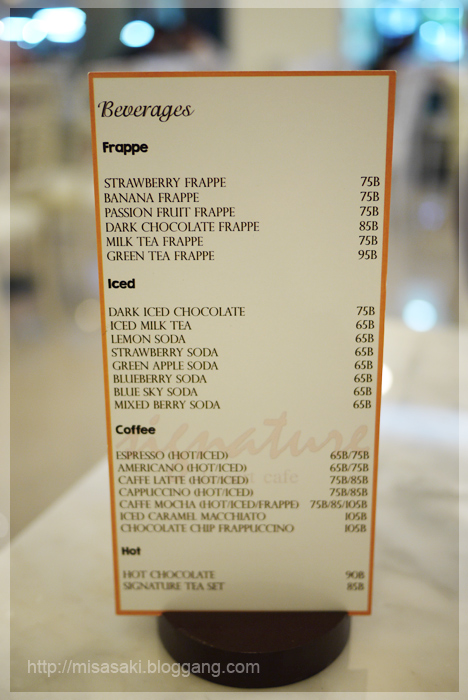 Beverages
Frappe
STRAWBERRY FRAPPE 75B
BANANA FRAPPE 75B
PASSION FRUIT FRAPPE 75B
DARK CHOCOLATE FRAPPE 85B
MILK TEA FRAPPE 75B
GREEN TEA FRAPPE 95B
Iced
DARK ICED CHOCOLATE 75B
ICED MILK TEA 65B
LEMON SODA 65B
STRAWBERRY SODA 65B
GREEN APPLE SODA 65B
BLUEBERRY SODA 65B
BLUE SKY SODA 65B
MIXED BERRY SODA 65B
signature
Coffee
ESPRESSO (HOT/ICED) 65B/75B
AMERICANO (HOT/ICED) 65B/75B
cafe
CAFFE LATTE (HOT/ICED) 75B/85B
CAPPUCCINO (HOT/ICED) 75B/85B
CAFFE MOCHA (HOT/ICED/FRAPPE) 75B/85/105B
ICED CARAMEL MACCHIATO 105B
CHOCOLATE CHIP FRAPPUCCINO 105B
Hot
HOT CHOCOLATE 90B
SIGNATURE TEA SET 85B
http://misasaki.bloggang.com